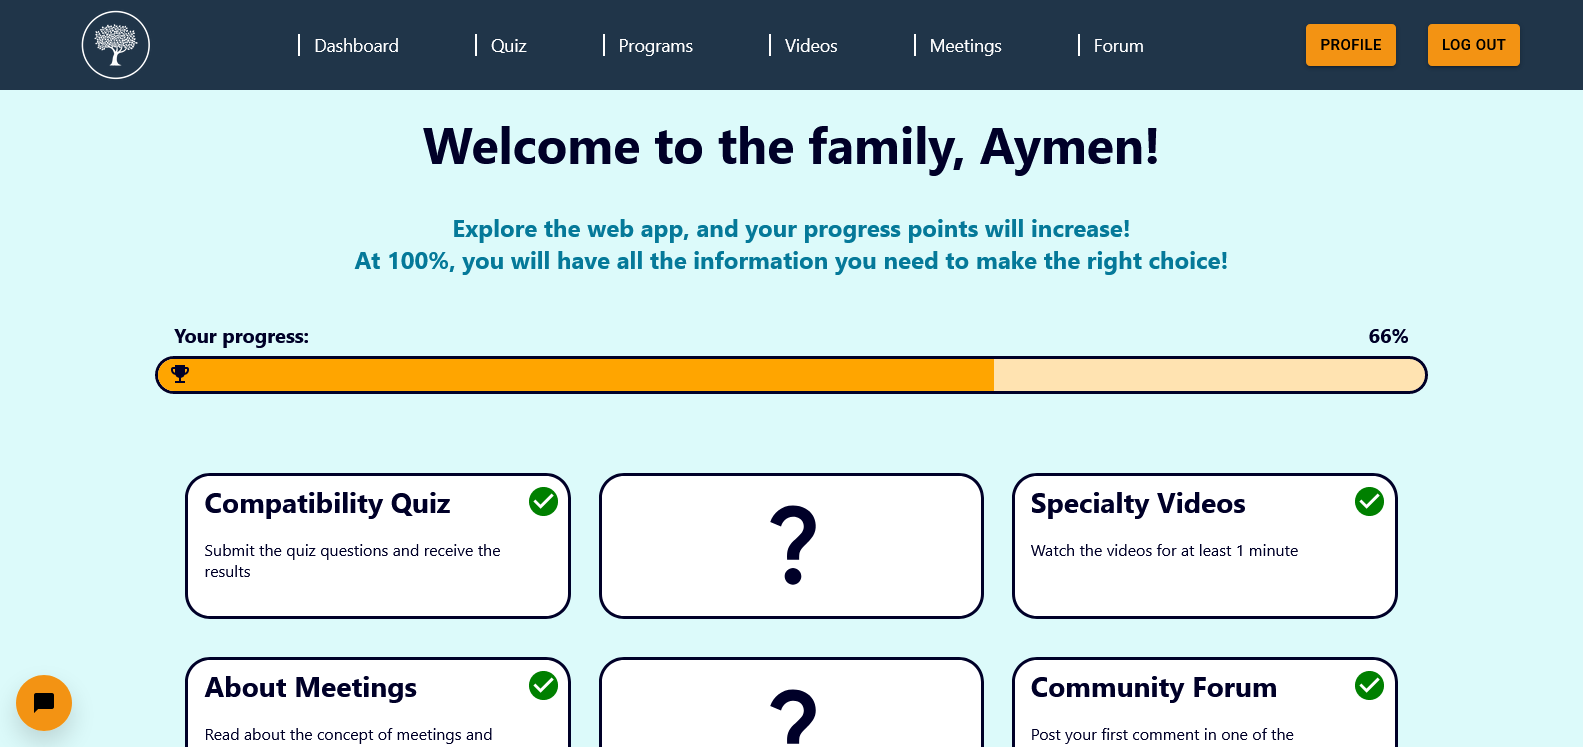 Dashboard
Quiz
Programs
Videos
Meetings
Forum
PROFILE
LOG OUT
Welcome to the family, Aymen!
Explore the web app, and your progress points will increase!
At 100%, you will have all the information you need to make the right choice!
Your progress:
66%
Compatibility Quiz
Submit the quiz questions and receive the
results
?
Specialty Videos
Watch the videos for at least 1 minute
About Meetings
Read about the concept of meetings and
?
Community Forum
Post your first comment in one of the